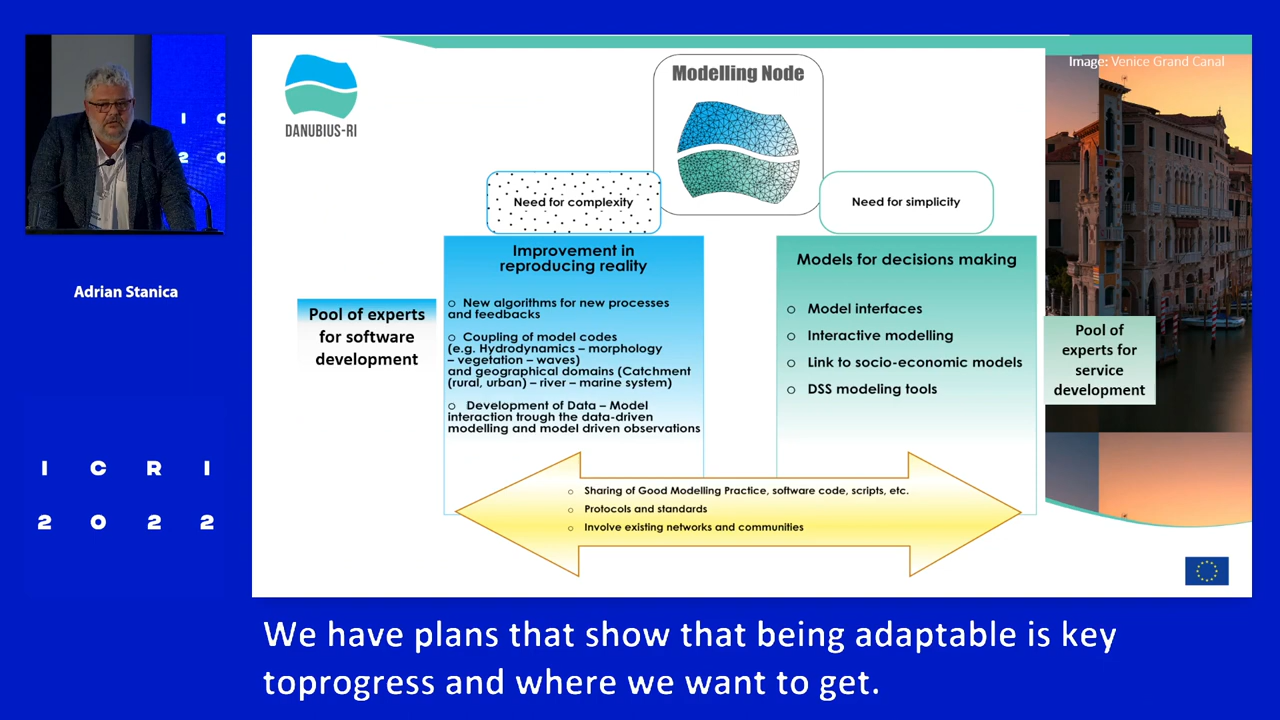 I C
2 0
Adrian Stanica
I C R I
2 0 2 2
DANUBIUS-RI
Modelling Node
Image: Venice Grand Canal
Need for complexity
Need for simplicity
Pool of experts
for software
development
Improvement in
reproducing reality
o New algorithms for new processes
and feedbacks
o Coupling of model codes
(e.g. Hydrodynamics – morphology
– vegetation – waves)
and geographical domains (Catchment
(rural, urban) – river – marine system)
o Development of Data – Model
interaction trough the data-driven
modelling and model driven observations
Models for decisions making
o Model interfaces
o Interactive modelling
o Link to socio-economic models
o DSS modeling tools
Pool of
experts for
service
development
o Sharing of Good Modelling Practice, software code, scripts, etc.
o Protocols and standards
o Involve existing networks and communities
We have plans that show that being adaptable is key
toprogress and where we want to get.